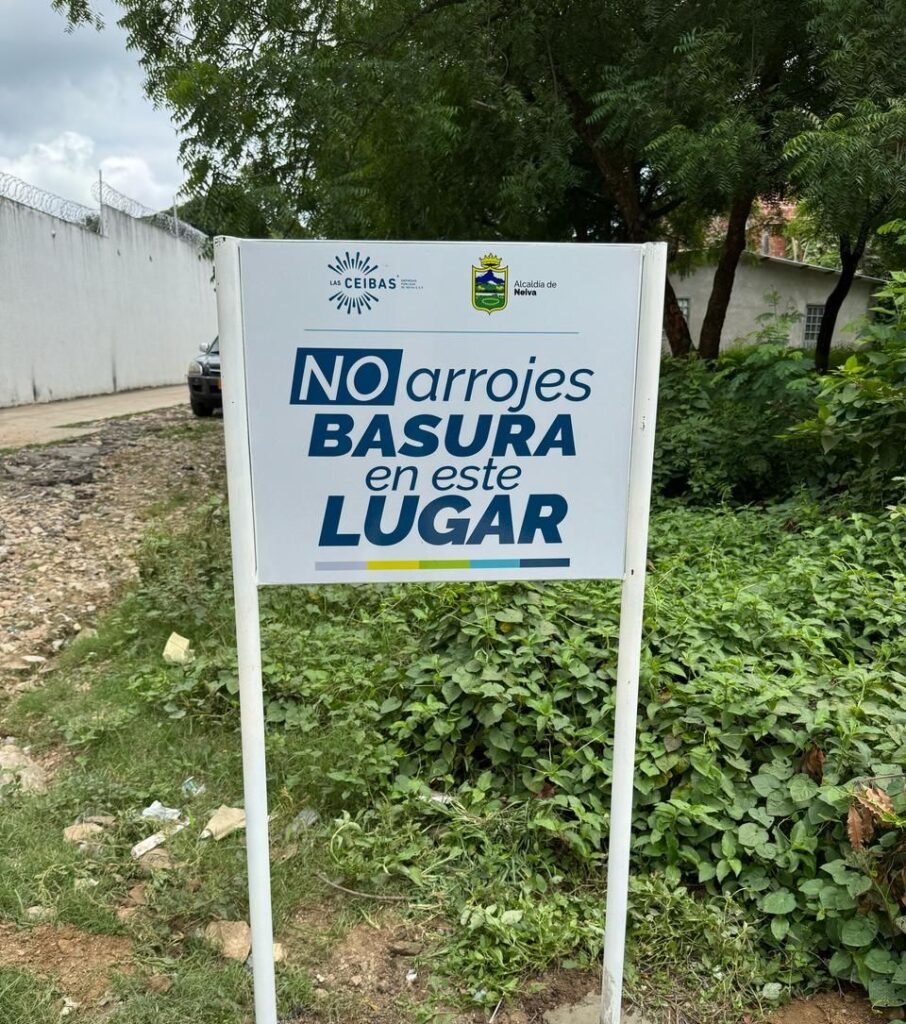 LAS CEIBAS
Alcaldía de
Neiva
NO arrojes
BASURA
en este
LUGAR